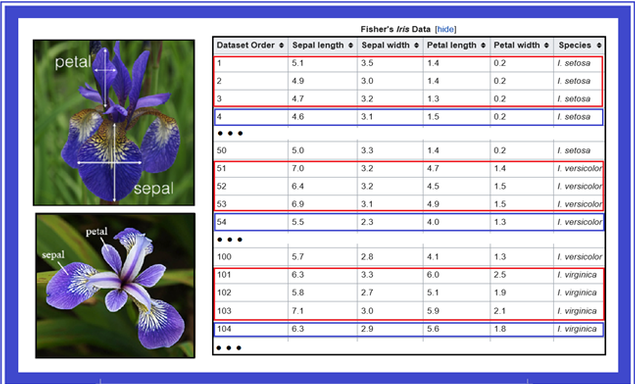 Fisher's Iris Data [hide]
Dataset Order Sepal length Sepal width Petal length Petal width Species
1 5.1 3.5 1.4 0.2 I. setosa
2 4.9 3.0 1.4 0.2 I. setosa
3 4.7 3.2 1.3 0.2 I. setosa
4 4.6 3.1 1.5 0.2 I. setosa
• • •
50 5.0 3.3 1.4 0.2 I. setosa
51 7.0 3.2 4.7 1.4 I. versicolor
52 6.4 3.2 4.5 1.5 I. versicolor
53 6.9 3.1 4.9 1.5 I. versicolor
54 5.5 2.3 4.0 1.3 I. versicolor
• • •
100 5.7 2.8 4.1 1.3 I. versicolor
101 6.3 3.3 6.0 2.5 I. virginica
102 5.8 2.7 5.1 1.9 I. virginica
103 7.1 3.0 5.9 2.1 I. virginica
104 6.3 2.9 5.6 1.8 I. virginica
• • •
petal
sepal
petal
sepal